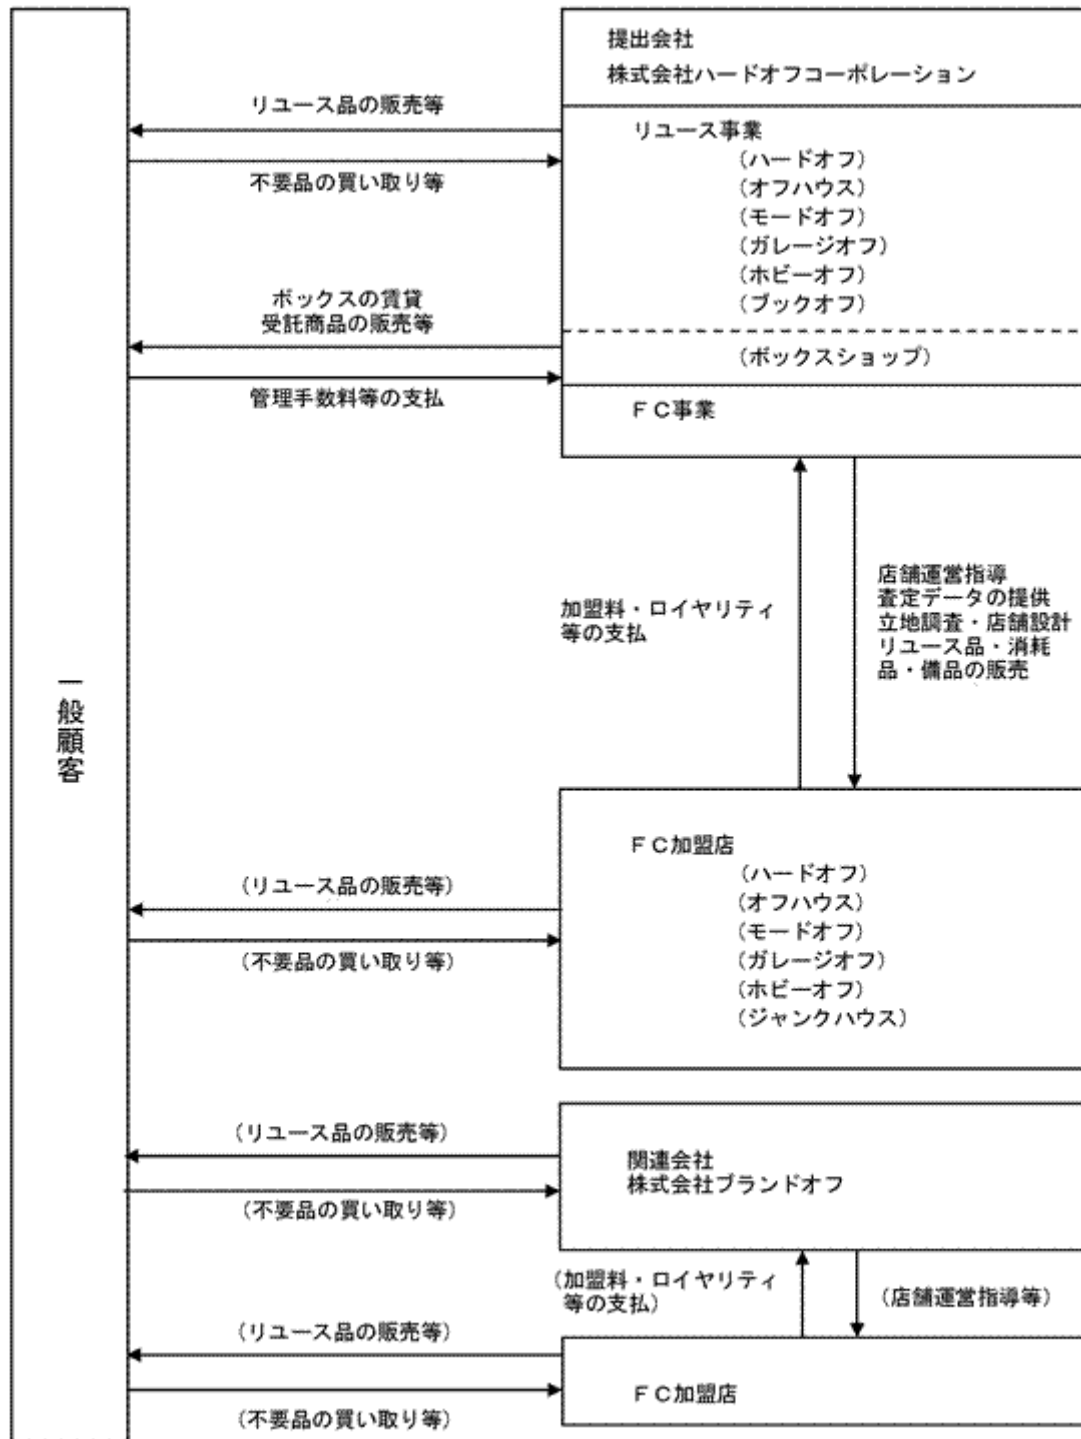 提出会社
株式会社ハードオフコーポレーション
リユース品の販売等
不要品の買い取り等
リユース事業
(ハードオフ)
(オフハウス)
(モードオフ)
(ガレージオフ)
(ホビーオフ)
(ブックオフ)
ボックスの賃貸
受託商品の販売等
管理手数料等の支払
(ボックスショップ)
ＦＣ事業
加盟料・ロイヤリティ
等の支払
店舗運営指導
査定データの提供
立地調査・店舗設計
リユース品・消耗
品・備品の販売
一般顧客
ＦＣ加盟店
(ハードオフ)
(オフハウス)
(モードオフ)
(ガレージオフ)
(ホビーオフ)
(ジャンクハウス)
(リユース品の販売等)
(不要品の買い取り等)
(リユース品の販売等)
(不要品の買い取り等)
関連会社
株式会社ブランドオフ
(加盟料・ロイヤリティ
等の支払)
(店舗運営指導等)
(リユース品の販売等)
(不要品の買い取り等)
ＦＣ加盟店